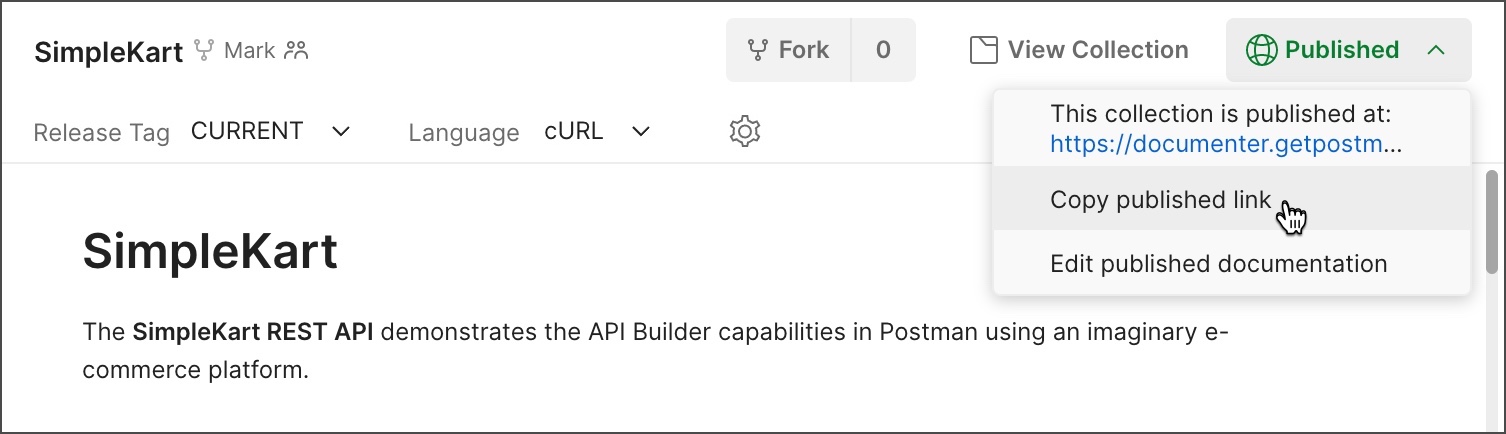 SimpleKart Mark Fork 0 View Collection Published
Release Tag CURRENT Language cURL
This collection is published at:
https://documenter.getpostm...
Copy published link
Edit published documentation
SimpleKart
The SimpleKart REST API demonstrates the API Builder capabilities in Postman using an imaginary e-
commerce platform.